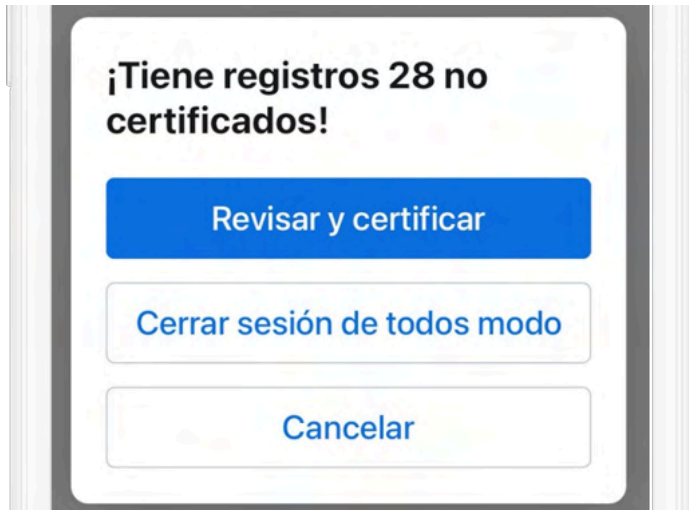 ¡Tiene registros 28 no
certificados!
Revisar y certificar
Cerrar sesión de todos modo
Cancelar